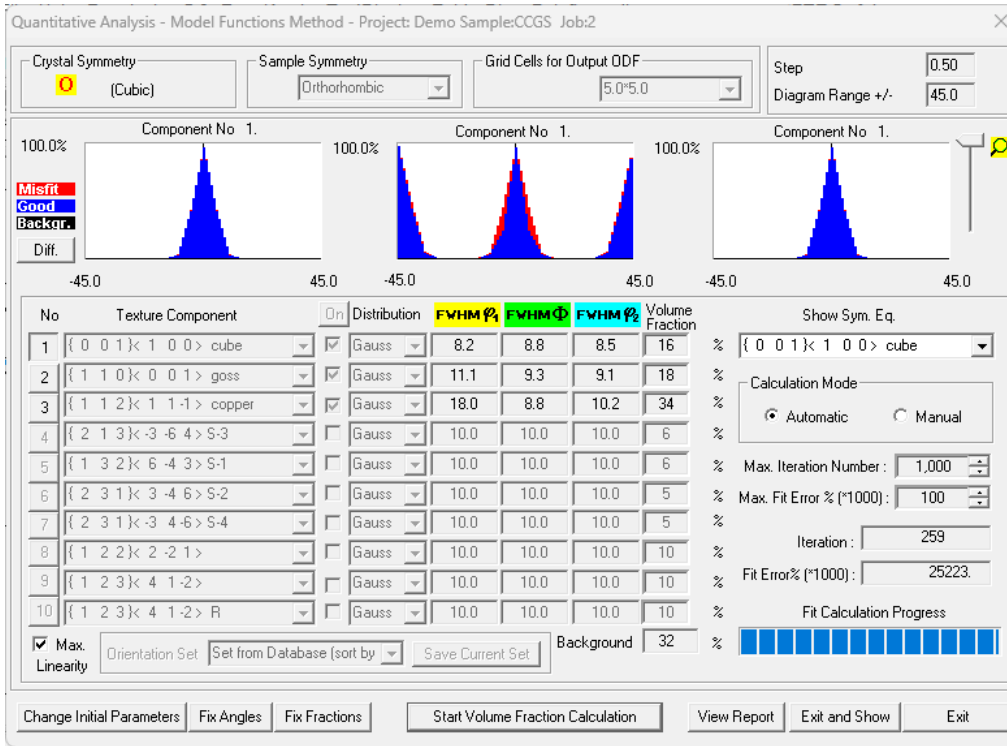 Quantitative Analysis - Model Functions Method - Project: Demo Sample:CCGS Job:2
Crystal Symmetry
O (Cubic)
Sample Symmetry
Orthorhombic
Grid Cells for Output ODF
5.0*5.0
Step 0.50
Diagram Range +/- 45.0
Component No 1. Component No 1. Component No 1.
100.0% 100.0% 100.0%
Misfit
Good
Backgr.
Diff.
-45.0 45.0 -45.0 45.0 -45.0 45.0
No Texture Component On Distribution FWHM φ1 FWHM Φ FWHM φ2 Volume Fraction
1 { 0 0 1}< 1 0 0> cube Gauss 8.2 8.8 8.5 16 %
2 { 1 1 0}< 0 0 1> goss Gauss 11.1 9.3 9.1 18 %
3 { 1 1 2}< 1 1 -1> copper Gauss 18.0 8.8 10.2 34 %
4 { 2 1 3}< -3 -6 4> S-3 Gauss 10.0 10.0 10.0 6 %
5 { 1 3 2}< 6 -4 3> S-1 Gauss 10.0 10.0 10.0 6 %
6 { 2 3 1}< 3 -4 6> S-2 Gauss 10.0 10.0 10.0 5 %
7 { 2 3 1}< -3 4 -6> S-4 Gauss 10.0 10.0 10.0 5 %
8 { 1 2 2}< 2 -2 1> Gauss 10.0 10.0 10.0 10 %
9 { 1 2 3}< 4 1 -2> Gauss 10.0 10.0 10.0 10 %
10 { 1 2 3}< 4 1 -2> R Gauss 10.0 10.0 10.0 10 %
Background 32 %
Max.
Linearity
Orientation Set Set from Database (sort by Save Current Set
Show Sym. Eq.
{ 0 0 1}< 1 0 0> cube
Calculation Mode
Automatic Manual
Max. Iteration Number : 1,000
Max. Fit Error % (*1000) : 100
Iteration : 259
Fit Error% (*1000) : 25223.
Fit Calculation Progress
Change Initial Parameters Fix Angles Fix Fractions Start Volume Fraction Calculation View Report Exit and Show Exit